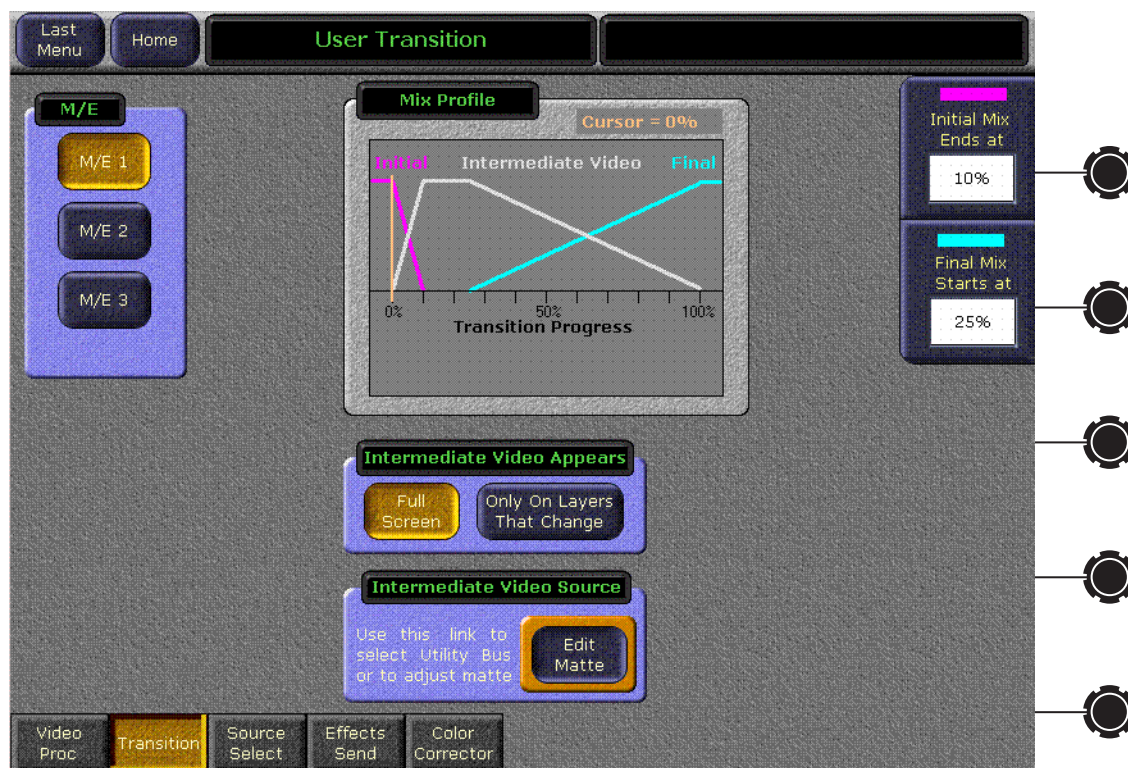 Last
Menu
Home
User Transition
M/E
M/E 1
M/E 2
M/E 3
Mix Profile
Cursor = 0%
Initial
Intermediate Video
Final
0%
50%
100%
Transition Progress
Initial Mix
Ends at
10%
Final Mix
Starts at
25%
Intermediate Video Appears
Full
Screen
Only On Layers
That Change
Intermediate Video Source
Use this link to
select Utility Bus
or to adjust matte
Edit
Matte
Video
Proc
Transition
Source
Select
Effects
Send
Color
Corrector